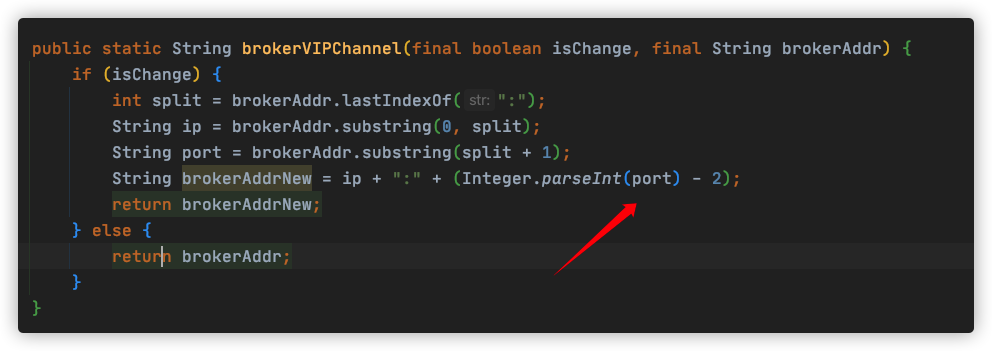 public static String brokerVIPChannel(final boolean isChange, final String brokerAddr) {
if (isChange) {
int split = brokerAddr.lastIndexOf( str: ":");
String ip = brokerAddr.substring(0, split);
String port = brokerAddr.substring(split + 1);
String brokerAddrNew = ip + ":" + (Integer.parseInt(port) - 2);
return brokerAddrNew;
} else {
return brokerAddr;
}
}